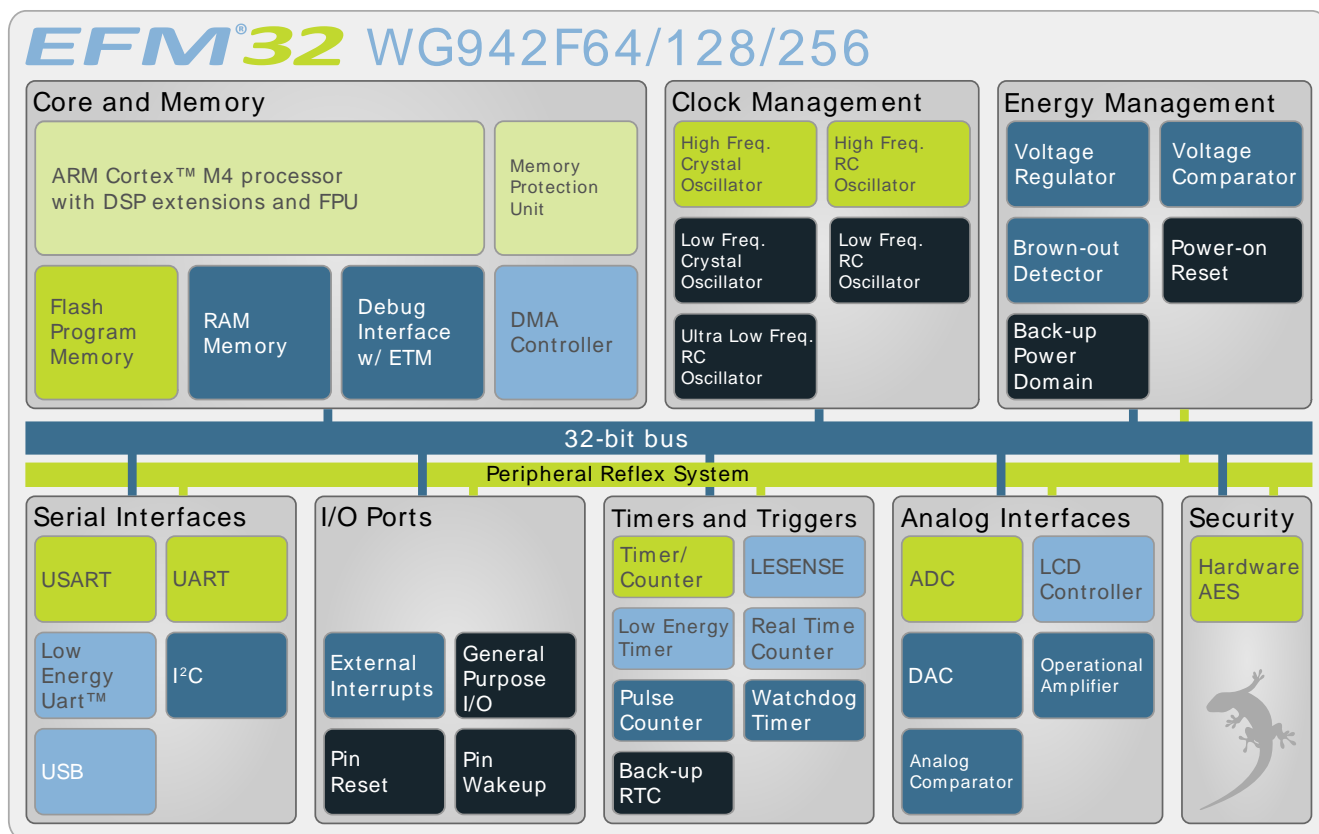 EFM®32 WG942F64/128/256
Core and Memory
ARM Cortex™ M4 processor
with DSP extensions and FPU
Memory
Protection
Unit
Flash
Program
Memory
RAM
Memory
Debug
Interface
w/ ETM
DMA
Controller
Clock Management
High Freq.
Crystal
Oscillator
High Freq.
RC
Oscillator
Low Freq.
Crystal
Oscillator
Low Freq.
RC
Oscillator
Ultra Low Freq.
RC
Oscillator
Energy Management
Voltage
Regulator
Voltage
Comparator
Brown-out
Detector
Power-on
Reset
Back-up
Power
Domain
32-bit bus
Peripheral Reflex System
Serial Interfaces
USART
UART
Low
Energy
Uart™
I²C
USB
I/O Ports
External
Interrupts
General
Purpose
I/O
Pin
Reset
Pin
Wakeup
Timers and Triggers
Timer/
Counter
LESENSE
Low Energy
Timer
Real Time
Counter
Pulse
Counter
Watchdog
Timer
Back-up
RTC
Analog Interfaces
ADC
LCD
Controller
DAC
Operational
Amplifier
Analog
Comparator
Security
Hardware
AES